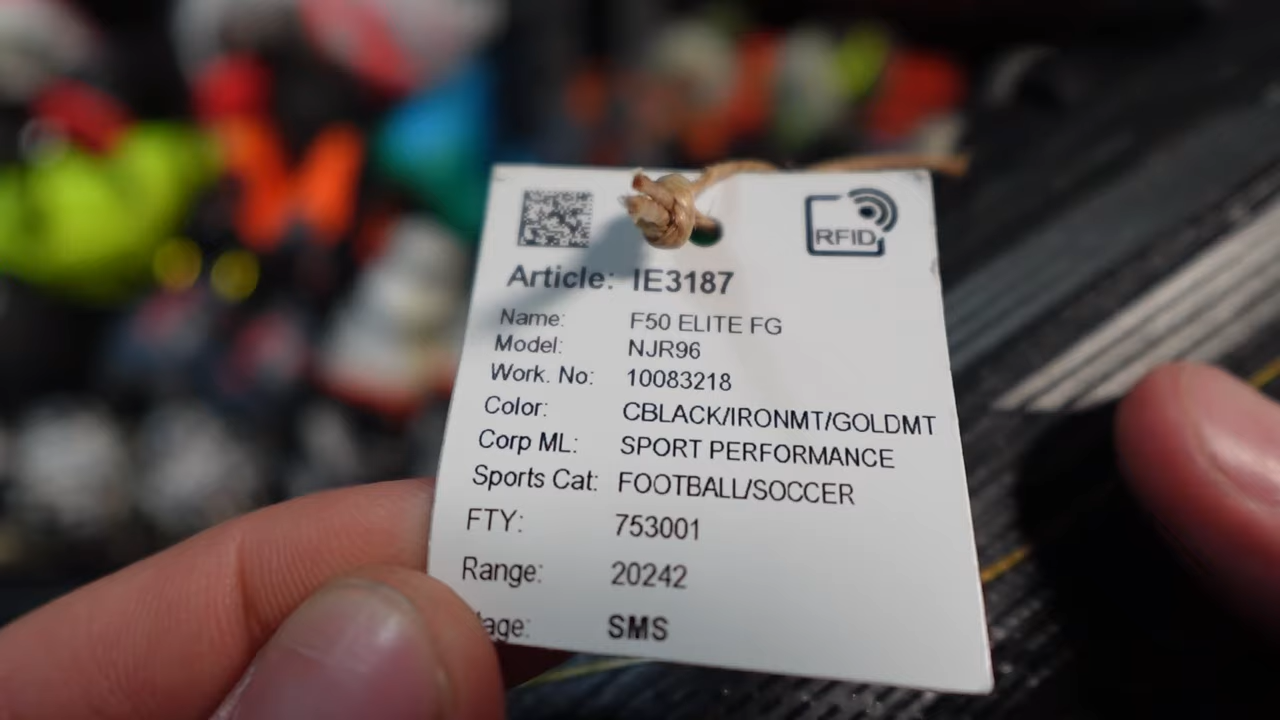 RFID
Article: IE3187
Name: F50 ELITE FG
Model: NJR96
Work. No: 10083218
Color: CBLACK/IRONMT/GOLDMT
Corp ML: SPORT PERFORMANCE
Sports Cat: FOOTBALL/SOCCER
FTY: 753001
Range: 20242
age: SMS